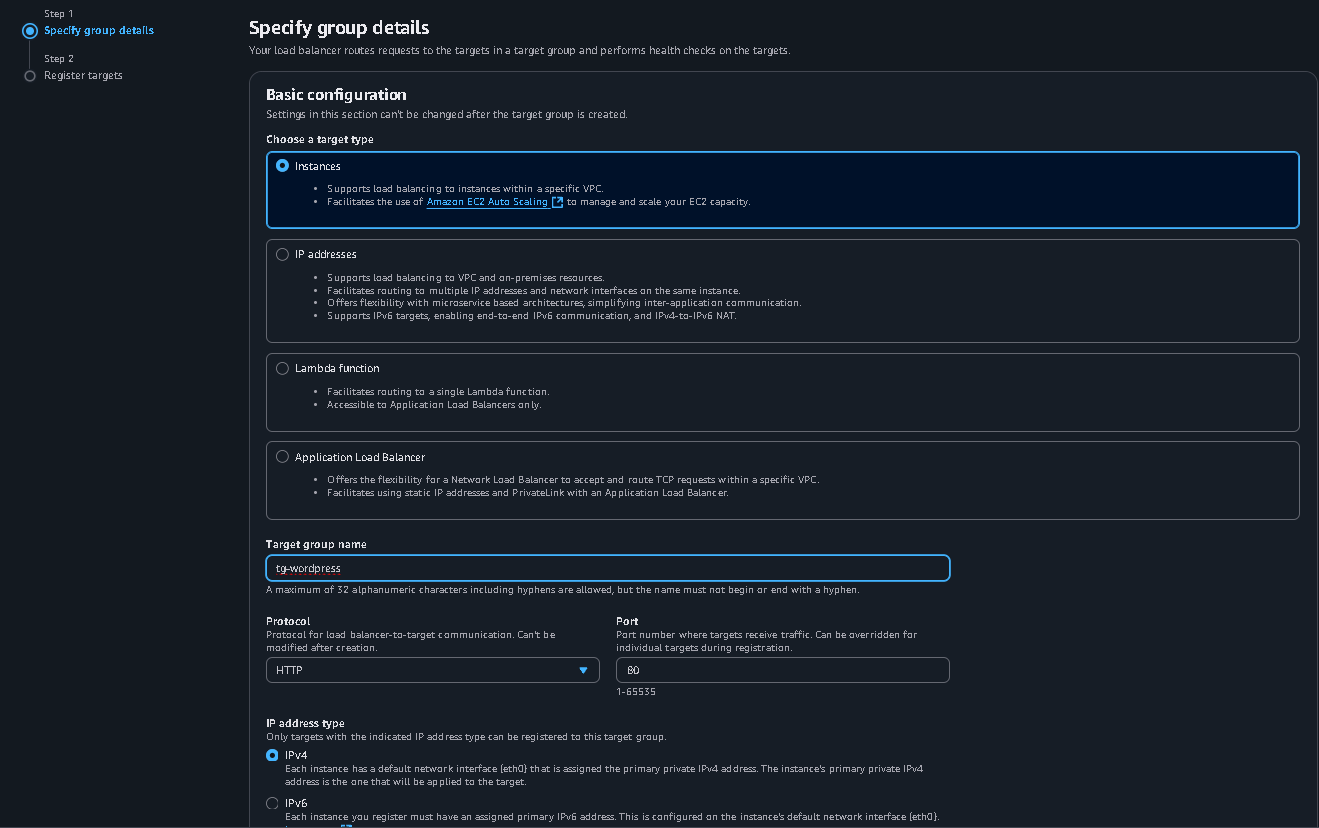 Step 1
Specify group details
Step 2
Register targets
Specify group details
Your load balancer routes requests to the targets in a target group and performs health checks on the targets.
Basic configuration
Settings in this section can't be changed after the target group is created.
Choose a target type
Instances
• Supports load balancing to instances within a specific VPC.
• Facilitates the use of Amazon EC2 Auto Scaling to manage and scale your EC2 capacity.
IP addresses
• Supports load balancing to VPC and on-premises resources.
• Facilitates routing to multiple IP addresses and network interfaces on the same instance.
• Offers flexibility with microservice based architectures, simplifying inter-application communication.
• Supports IPv6 targets, enabling end-to-end IPv6 communication, and IPv4-to-IPv6 NAT.
Lambda function
• Facilitates routing to a single Lambda function.
• Accessible to Application Load Balancers only.
Application Load Balancer
• Offers the flexibility for a Network Load Balancer to accept and route TCP requests within a specific VPC.
• Facilitates using static IP addresses and PrivateLink with an Application Load Balancer.
Target group name
tg-wordpress
A maximum of 32 alphanumeric characters including hyphens are allowed, but the name must not begin or end with a hyphen.
Protocol
Protocol for load balancer-to-target communication. Can't be
modified after creation.
HTTP
Port
Port number where targets receive traffic. Can be overridden for
individual targets during registration.
80
1-65535
IP address type
Only targets with the indicated IP address type can be registered to this target group.
IPv4
Each instance has a default network interface (eth0) that is assigned the primary private IPv4 address. The instance's primary private IPv4
address is the one that will be applied to the target.
IPv6
Each instance you register must have an assigned primary IPv6 address. This is configured on the instance's default network interface (eth0).